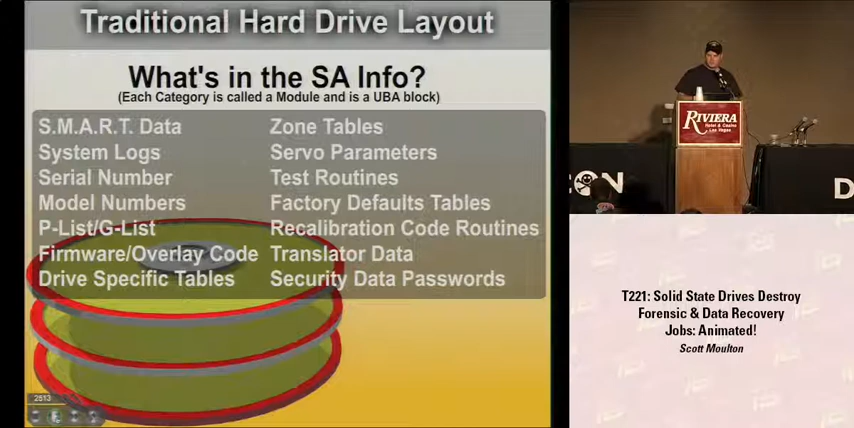 Traditional Hard Drive Layout
What's in the SA Info?
(Each Category is called a Module and is a UBA block)
S.M.A.R.T. Data
System Logs
Serial Number
Model Numbers
P-List/G-List
Firmware/Overlay Code
Drive Specific Tables
Zone Tables
Servo Parameters
Test Routines
Factory Defaults Tables
Recalibration Code Routines
Translator Data
Security Data Passwords
2613
RIVIERA
Hotel & Casino
Las Vegas
CON
D
T221: Solid State Drives Destroy
Forensic & Data Recovery
Jobs: Animated!
Scott Moulton